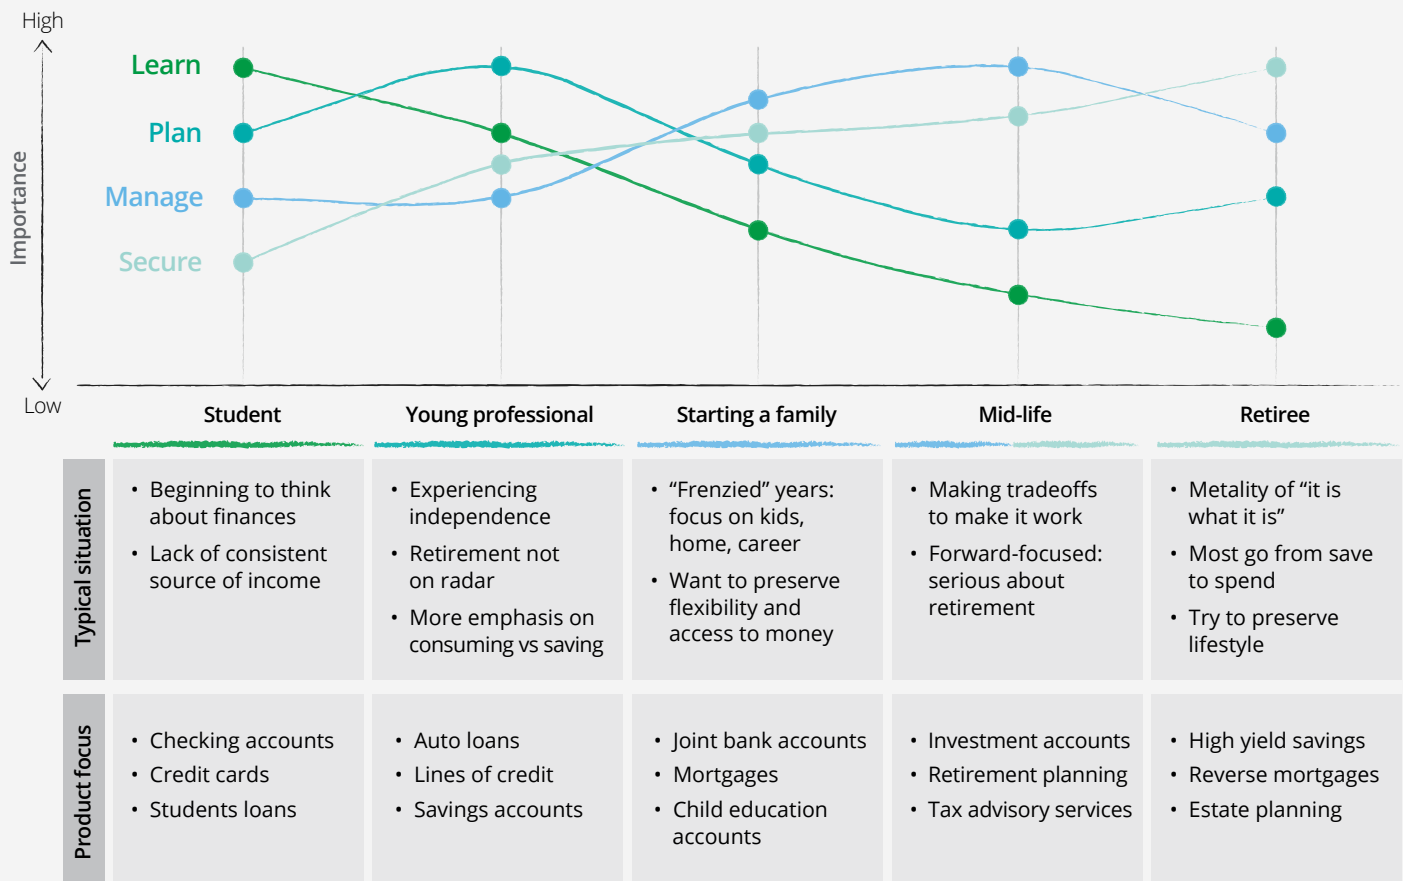 High
Learn
Plan
Manage
Secure
Importance
Low
Student
Young professional
Starting a family
Mid-life
Retiree
Typical situation
• Beginning to think
about finances
• Lack of consistent
source of income
• Experiencing
independence
• Retirement not
on radar
• More emphasis on
consuming vs saving
• “Frenzied” years:
focus on kids,
home, career
• Want to preserve
flexibility and
access to money
• Making tradeoffs
to make it work
• Forward-focused:
serious about
retirement
• Metality of “it is
what it is”
• Most go from save
to spend
• Try to preserve
lifestyle
Product focus
• Checking accounts
• Credit cards
• Students loans
• Auto loans
• Lines of credit
• Savings accounts
• Joint bank accounts
• Mortgages
• Child education
accounts
• Investment accounts
• Retirement planning
• Tax advisory services
• High yield savings
• Reverse mortgages
• Estate planning